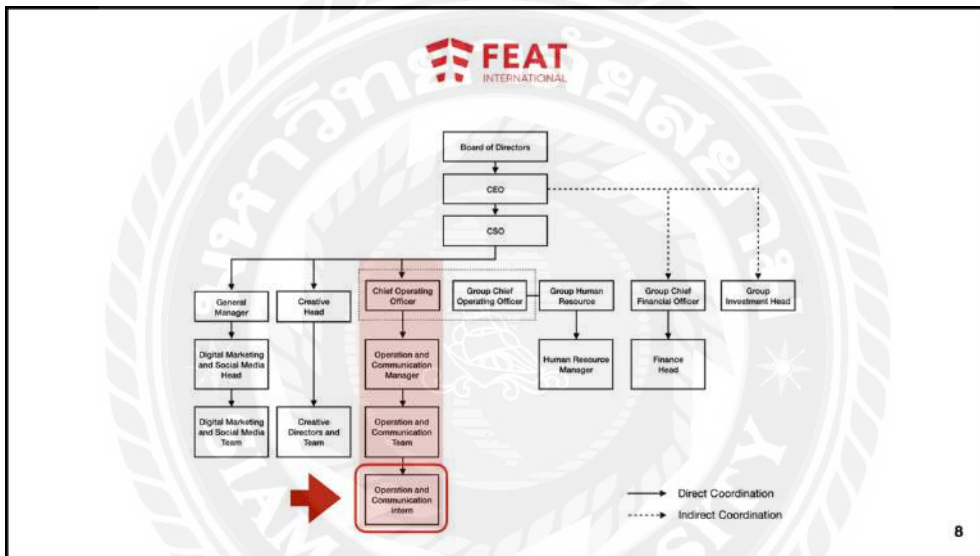 FEAT
INTERNATIONAL
Board of Directors
CEO
CSO
General
Manager
Creative
Head
Chief Operating
Officer
Group Chief
Operating Officer
Group Human
Resource
Group Chief
Financial Officer
Group
Investment Head
Digital Marketing
and Social Media
Head
Operation and
Communication
Manager
Human Resource
Manager
Finance
Head
Digital Marketing
and Social Media
Team
Creative
Directors and
Team
Operation and
Communication
Team
Operation and
Communication
Intern
Direct Coordination
Indirect Coordination
8